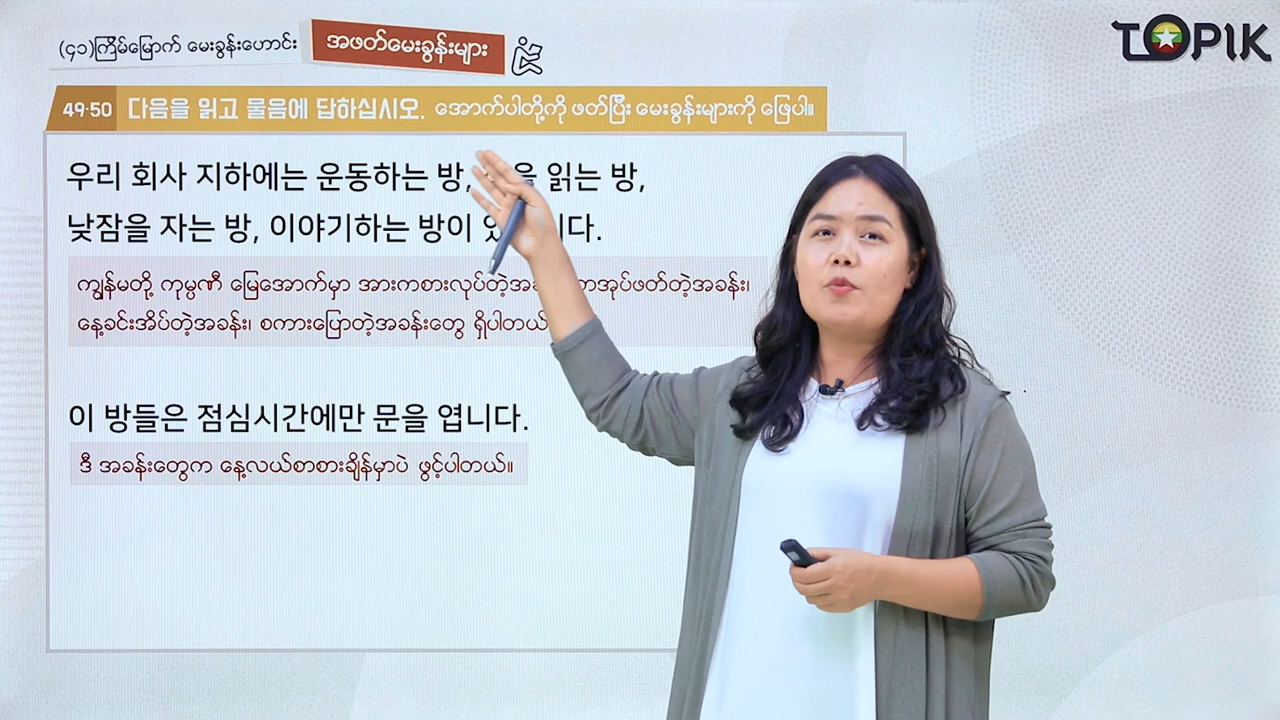 (၄၁)ကြိမ်မြောက် မေးခွန်းဟောင်း
အဖတ်မေးခွန်းများ
TOPIK
49-50 다음을 읽고 물음에 답하십시오. အောက်ပါတို့ကို ဖတ်ပြီး မေးခွန်းများကို ဖြေပါ။
우리 회사 지하에는 운동하는 방, 읽는 방,
낮잠을 자는 방, 이야기하는 방이
ကျွန်မတို့ ကုမ္ပဏီ မြေအောက်မှာ အားကစားလုပ်တဲ့
နေ့ခင်းအိပ်တဲ့အခန်း၊ စကားပြောတဲ့အခန်းတွေ ရှိပါတယ်
이 방들은 점심시간에만 문을 엽니다.
ဒီ အခန်းတွေက နေ့လယ်စာစားချိန်မှာပဲ ဖွင့်ပါတယ်။